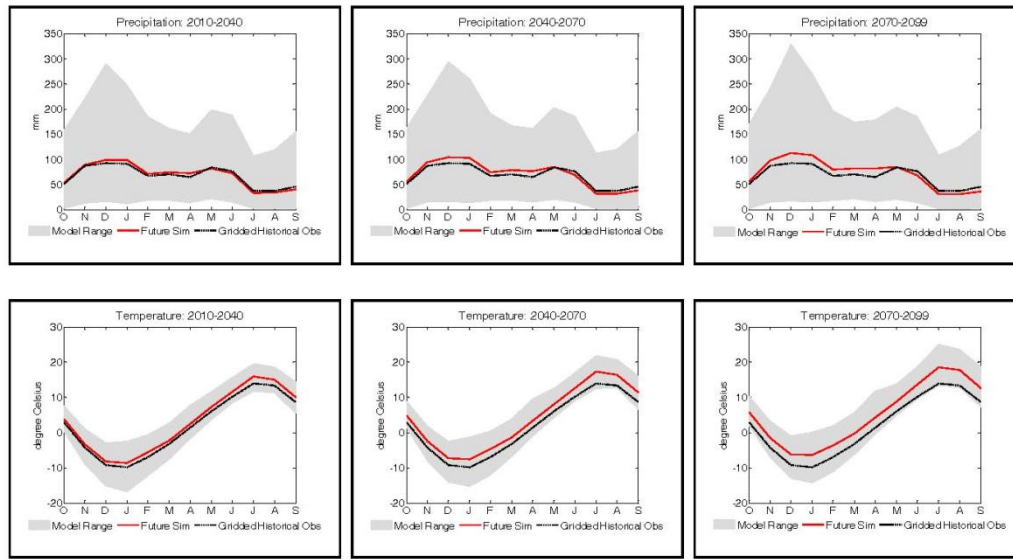 Precipitation: 2010-2040
350
300
250
200
150
100
50
0
mm
O N D J F M A M J J A S
Model Range Future Sim Gridded Historical Obs
Precipitation: 2040-2070
350
300
250
200
150
100
50
0
mm
O N D J F M A M J J A S
Model Range Future Sim Gridded Historical Obs
Precipitation: 2070-2099
350
300
250
200
150
100
50
0
mm
O N D J F M A M J J A S
Model Range Future Sim Gridded Historical Obs
Temperature: 2010-2040
30
20
10
0
-10
-20
degree Celsius
O N D J F M A M J J A S
Model Range Future Sim Gridded Historical Obs
Temperature: 2040-2070
30
20
10
0
-10
-20
degree Celsius
O N D J F M A M J J A S
Model Range Future Sim Gridded Historical Obs
Temperature: 2070-2099
30
20
10
0
-10
-20
degree Celsius
O N D J F M A M J J A S
Model Range Future Sim Gridded Historical Obs